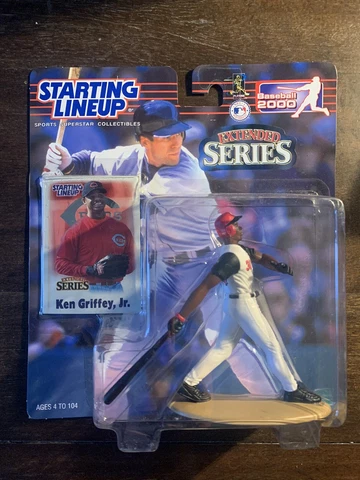 STARTING
LINEUP
SPORTS SUPERSTAR COLLECTIBLES
Baseball
2000
EXTENDED
SERIES
STARTING
LINEUP
EXTENDED
SERIES
Ken Griffey, Jr.
AGES 4 TO 104